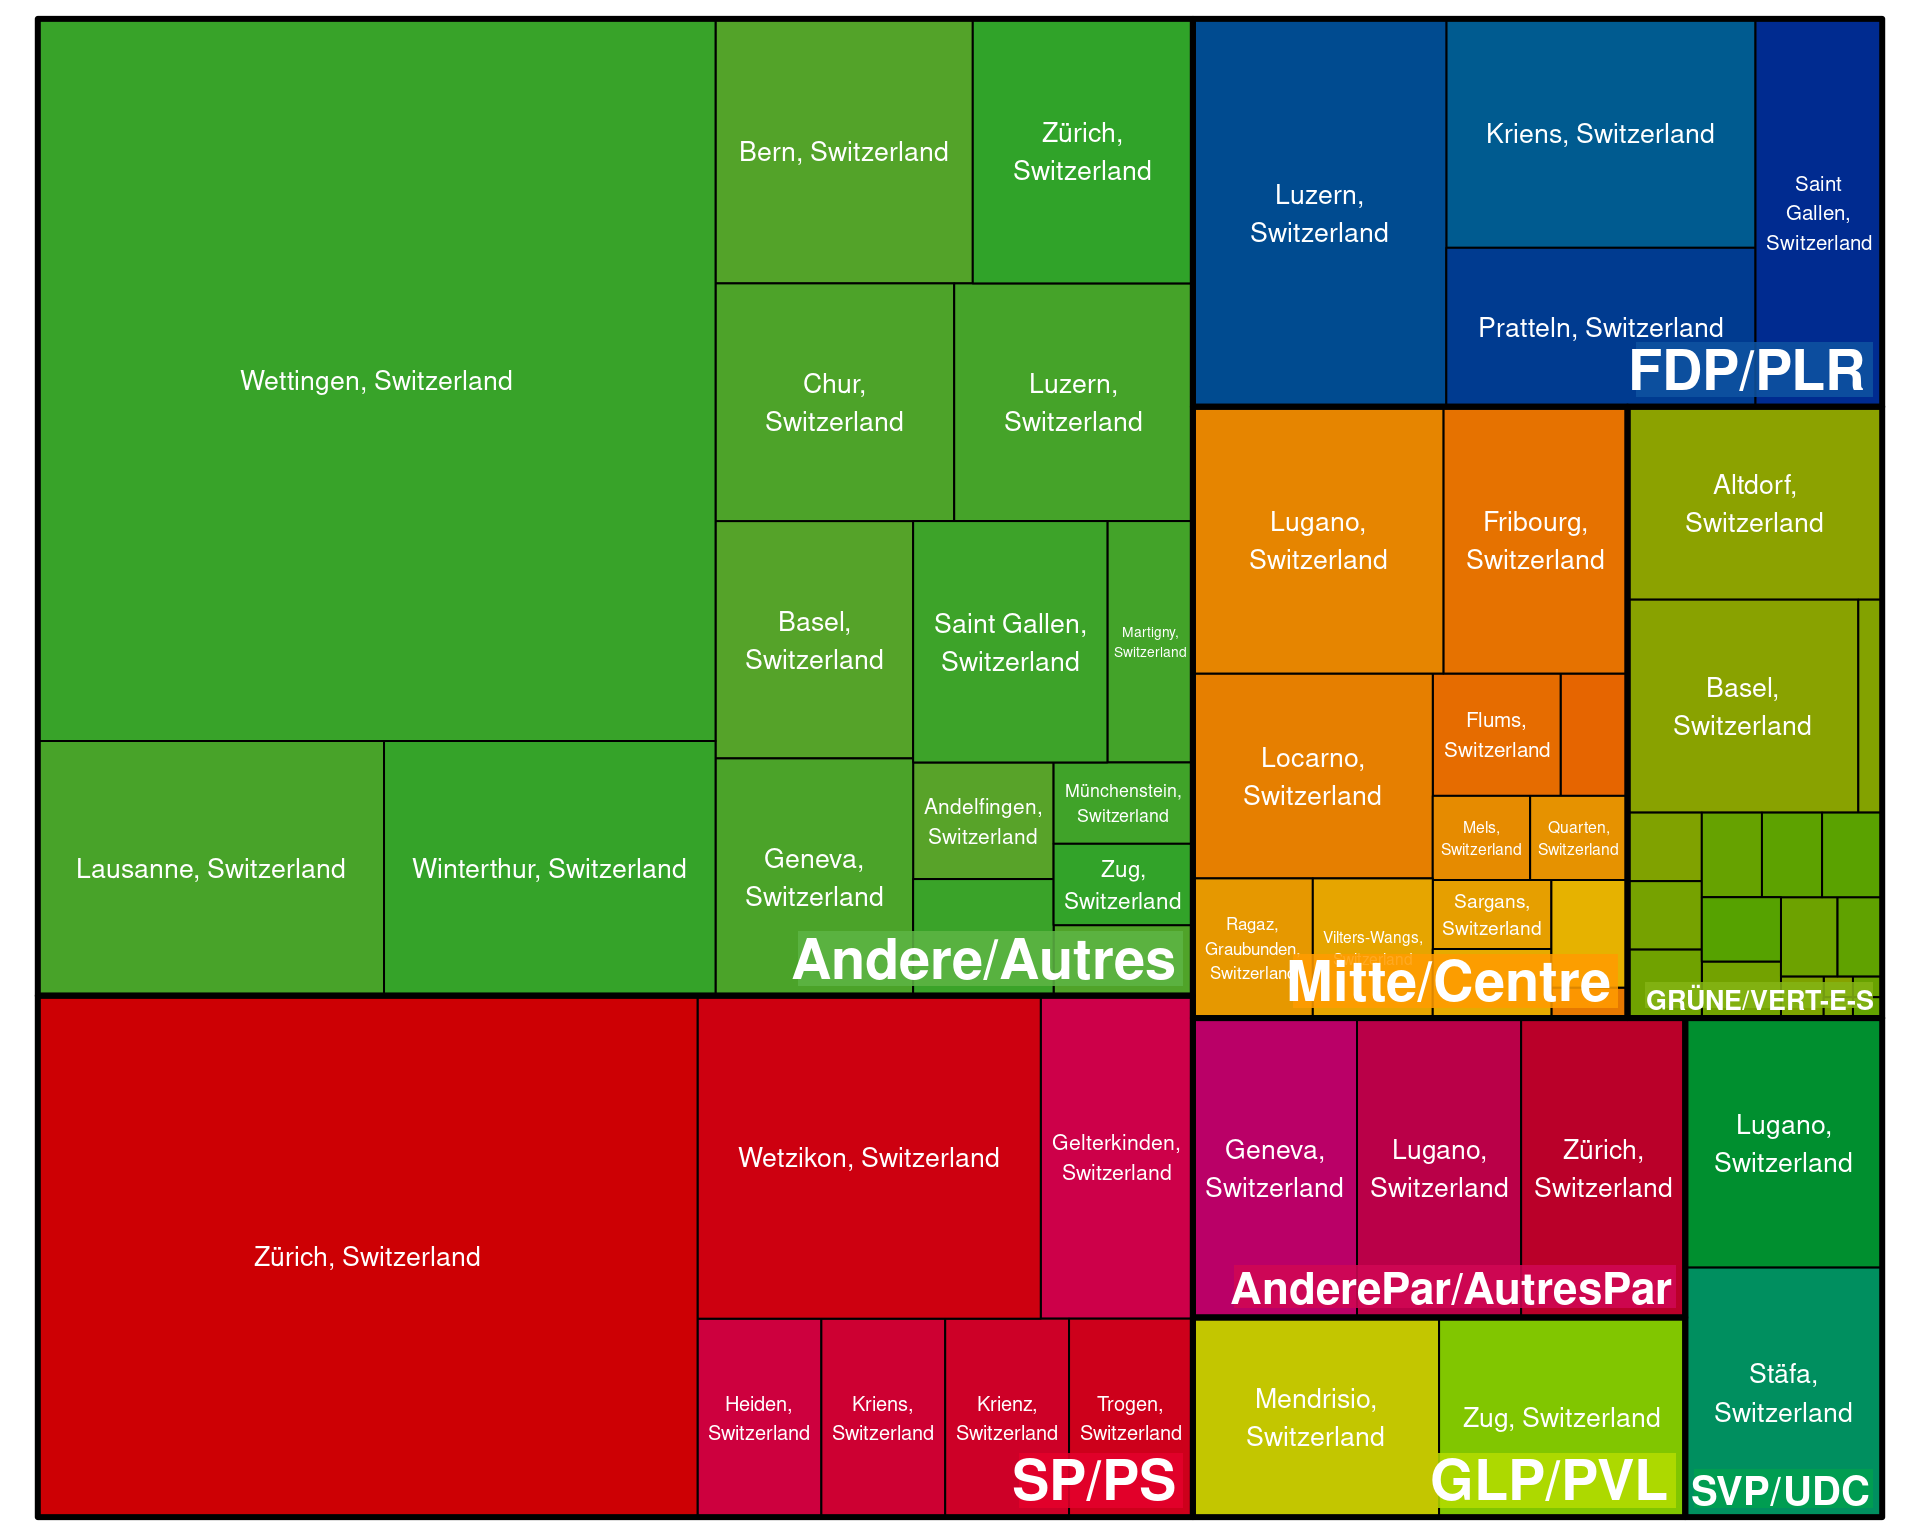 Wettingen, Switzerland
Lausanne, Switzerland
Winterthur, Switzerland
Bern, Switzerland
Zürich,
Switzerland
Chur,
Switzerland
Luzern,
Switzerland
Basel,
Switzerland
Saint Gallen,
Switzerland
Martigny,
Switzerland
Geneva,
Switzerland
Andelfingen,
Switzerland
Münchenstein,
Switzerland
Zug,
Switzerland
Andere/Autres
Zürich, Switzerland
Wetzikon, Switzerland
Gelterkinden,
Switzerland
Heiden,
Switzerland
Kriens,
Switzerland
Krienz,
Switzerland
Trogen,
Switzerland
SP/PS
Luzern,
Switzerland
Kriens, Switzerland
Pratteln, Switzerland
Saint
Gallen,
Switzerland
FDP/PLR
Lugano,
Switzerland
Fribourg,
Switzerland
Locarno,
Switzerland
Flums,
Switzerland
Mels,
Switzerland
Quarten,
Switzerland
Sargans,
Switzerland
Ragaz,
Graubunden,
Switzerland
Vilters-Wangs,
Switzerland
Mitte/Centre
Altdorf,
Switzerland
Basel,
Switzerland
GRÜNE/VERT-E-S
Geneva,
Switzerland
Lugano,
Switzerland
Zürich,
Switzerland
AnderePar/AutresPar
Mendrisio,
Switzerland
Zug, Switzerland
GLP/PVL
Lugano,
Switzerland
Stäfa,
Switzerland
SVP/UDC